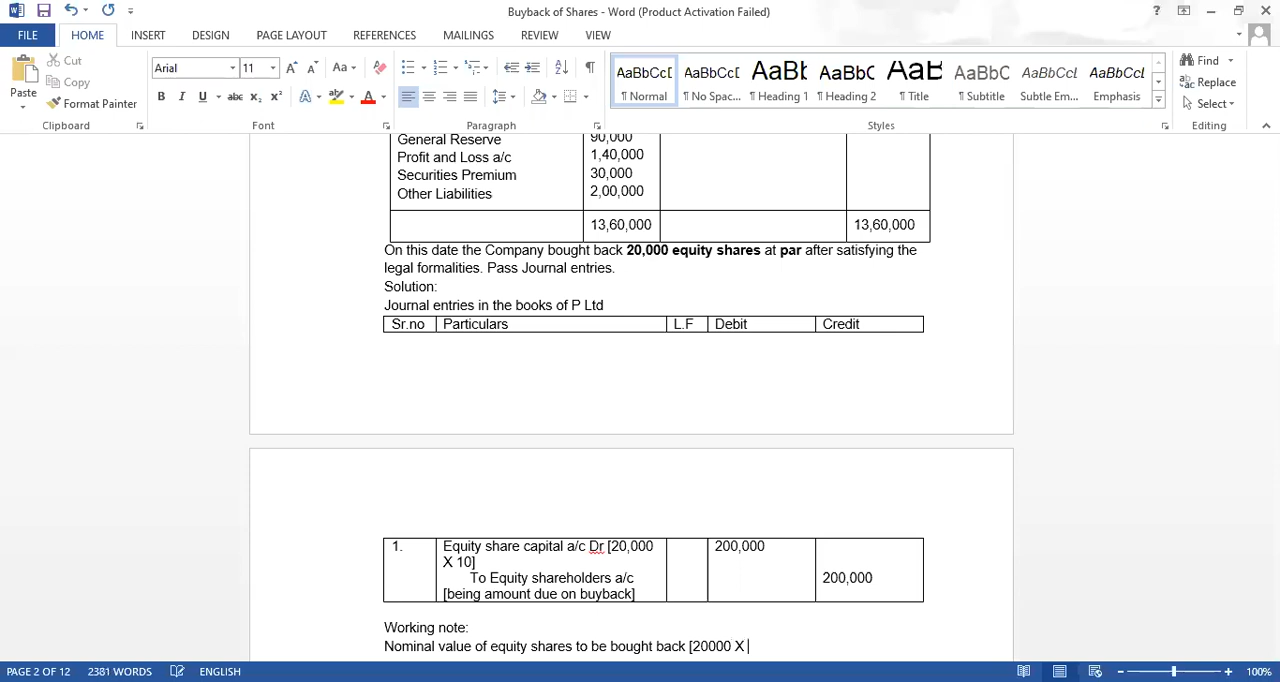 Buyback of Shares - Word (Product Activation Failed)
FILE HOME INSERT DESIGN PAGE LAYOUT REFERENCES MAILINGS REVIEW VIEW
Paste
Cut
Copy
Format Painter
Clipboard
Arial 11
Font
Paragraph
AaBbCcD AaBbCcD AaBb AaBbC AaBb AaBbC AaBbCcL AaBbCcL
¶ Normal ¶ No Spac... ¶ Heading 1 ¶ Heading 2 ¶ Title ¶ Subtitle Subtle Em... Emphasis
Styles
Find
Replace
Select
Editing
General Reserve 90,000
Profit and Loss a/c 1,40,000
Securities Premium 30,000
Other Liabilities 2,00,000
13,60,000 13,60,000
On this date the Company bought back 20,000 equity shares at par after satisfying the
legal formalities. Pass Journal entries.
Solution:
Journal entries in the books of P Ltd
Sr.no Particulars L.F Debit Credit
1. Equity share capital a/c Dr [20,000 200,000
X 10]
To Equity shareholders a/c 200,000
[being amount due on buyback]
Working note:
Nominal value of equity shares to be bought back [20000 X
PAGE 2 OF 12 2381 WORDS ENGLISH 100%